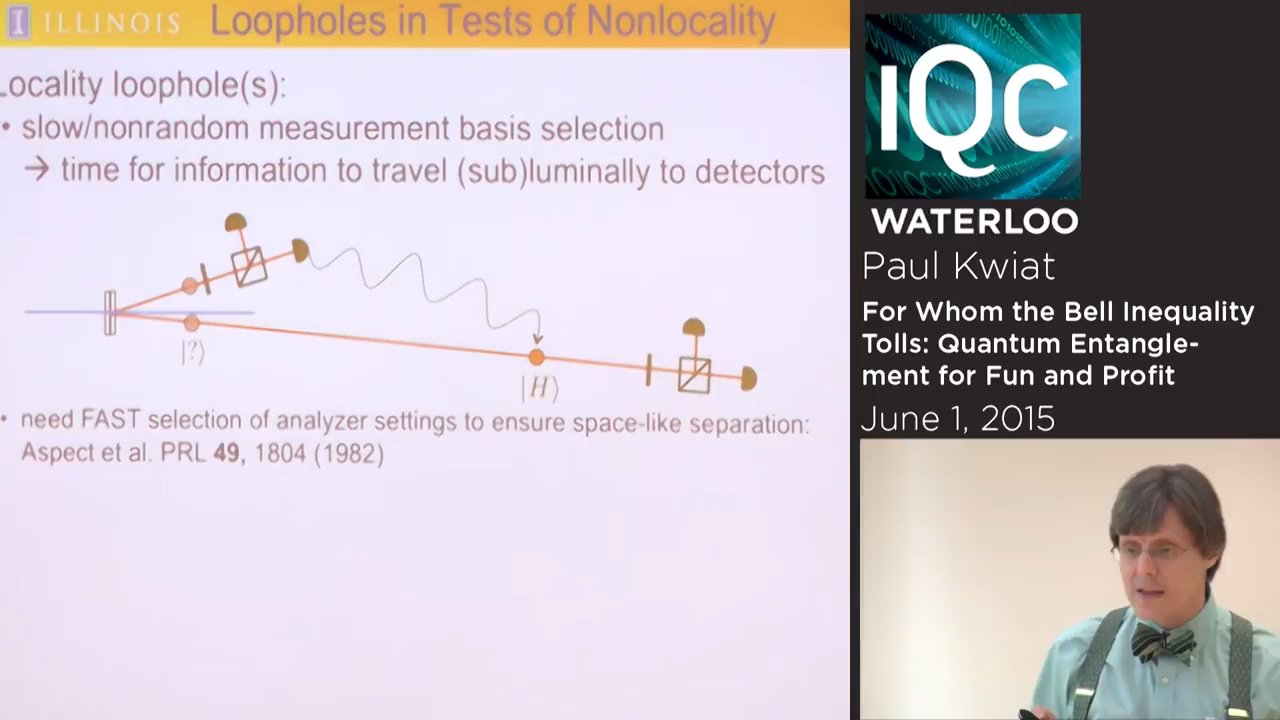 I ILLINOIS Loopholes in Tests of Nonlocality
Locality loophole(s):
• slow/nonrandom measurement basis selection
→ time for information to travel (sub)luminally to detectors
|?⟩
|H⟩
• need FAST selection of analyzer settings to ensure space-like separation:
Aspect et al. PRL 49, 1804 (1982)
IQC
WATERLOO
Paul Kwiat
For Whom the Bell Inequality
Tolls: Quantum Entangle-
ment for Fun and Profit
June 1, 2015